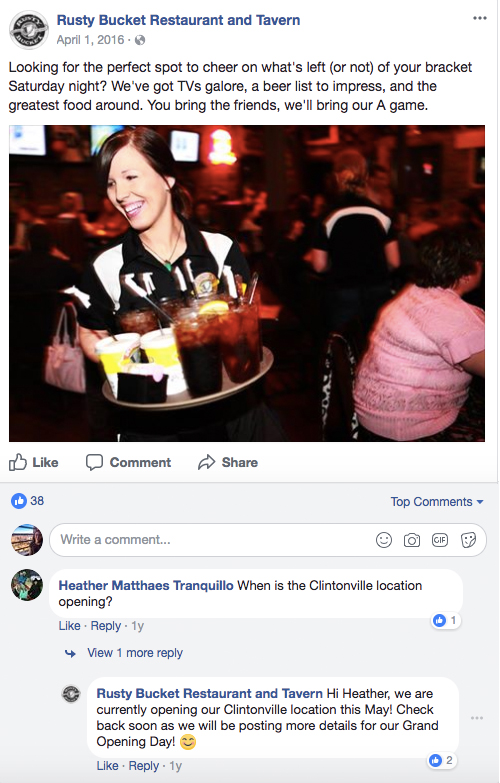 Rusty Bucket Restaurant and Tavern
April 1, 2016 ·
Looking for the perfect spot to cheer on what's left (or not) of your bracket
Saturday night? We've got TVs galore, a beer list to impress, and the
greatest food around. You bring the friends, we'll bring our A game.
Like Comment Share
38 Top Comments
Write a comment... GIF
Heather Matthaes Tranquillo When is the Clintonville location
opening?
1
Like · Reply · 1y
View 1 more reply
Rusty Bucket Restaurant and Tavern Hi Heather, we are
currently opening our Clintonville location this May! Check
back soon as we will be posting more details for our Grand
Opening Day! 😊
2
Like · Reply · 1y